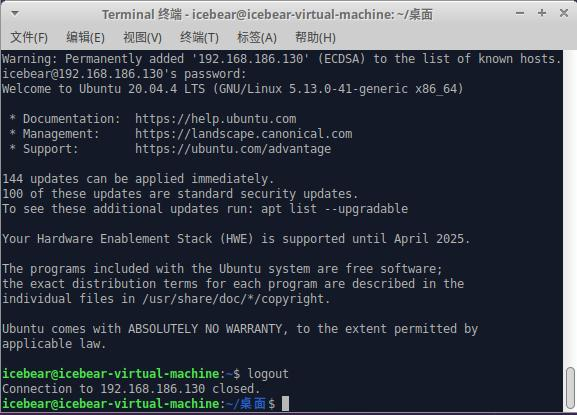 Terminal 终端 - icebear@icebear-virtual-machine: ~/桌面
文件(F) 编辑(E) 视图(V) 终端(T) 标签(A) 帮助(H)
Warning: Permanently added '192.168.186.130' (ECDSA) to the list of known hosts.
icebear@192.168.186.130's password:
Welcome to Ubuntu 20.04.4 LTS (GNU/Linux 5.13.0-41-generic x86_64)
* Documentation:  https://help.ubuntu.com
* Management:     https://landscape.canonical.com
* Support:        https://ubuntu.com/advantage
144 updates can be applied immediately.
100 of these updates are standard security updates.
To see these additional updates run: apt list --upgradable
Your Hardware Enablement Stack (HWE) is supported until April 2025.
The programs included with the Ubuntu system are free software;
the exact distribution terms for each program are described in the
individual files in /usr/share/doc/*/copyright.
Ubuntu comes with ABSOLUTELY NO WARRANTY, to the extent permitted by
applicable law.
icebear@icebear-virtual-machine:~$ logout
Connection to 192.168.186.130 closed.
icebear@icebear-virtual-machine:~/桌面$